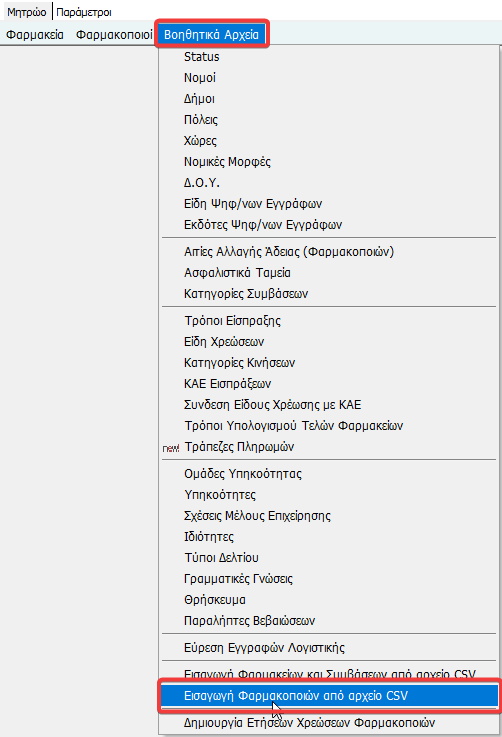 Μητρώο Παράμετροι
Φαρμακεία Φαρμακοποιοί Βοηθητικά Αρχεία
Status
Νομοί
Δήμοι
Πόλεις
Χώρες
Νομικές Μορφές
Δ.Ο.Υ.
Είδη Ψηφ/νων Εγγράφων
Εκδότες Ψηφ/νων Εγγράφων
Αιτίες Αλλαγής Άδειας (Φαρμακοποιών)
Ασφαλιστικά Ταμεία
Κατηγορίες Συμβάσεων
Τρόποι Είσπραξης
Είδη Χρεώσεων
Κατηγορίες Κινήσεων
ΚΑΕ Εισπράξεων
Συνδεση Είδους Χρέωσης με ΚΑΕ
Τρόποι Υπολογισμού Τελών Φαρμακείων
new! Τράπεζες Πληρωμών
Ομάδες Υπηκοότητας
Υπηκοότητες
Σχέσεις Μέλους Επιχείρησης
Ιδιότητες
Τύποι Δελτίου
Γραμματικές Γνώσεις
Θρήσκευμα
Παραλήπτες Βεβαιώσεων
Εύρεση Εγγραφών Λογιστικής
Εισαγωγή Φαρμακείων και Συμβάσεων από αρχείο CSV
Εισαγωγή Φαρμακοποιών από αρχείο CSV
Δημιουργία Ετήσεων Χρεώσεων Φαρμακοποιών